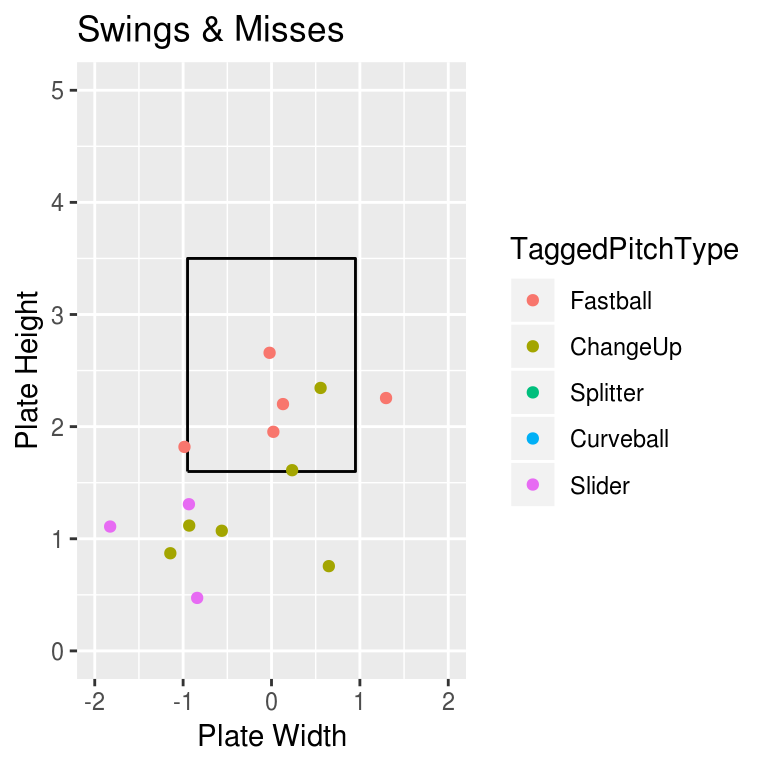 Swings & Misses
5
4
3
2
1
0
Plate Height
-2 -1 0 1 2
Plate Width
TaggedPitchType
Fastball
ChangeUp
Splitter
Curveball
Slider